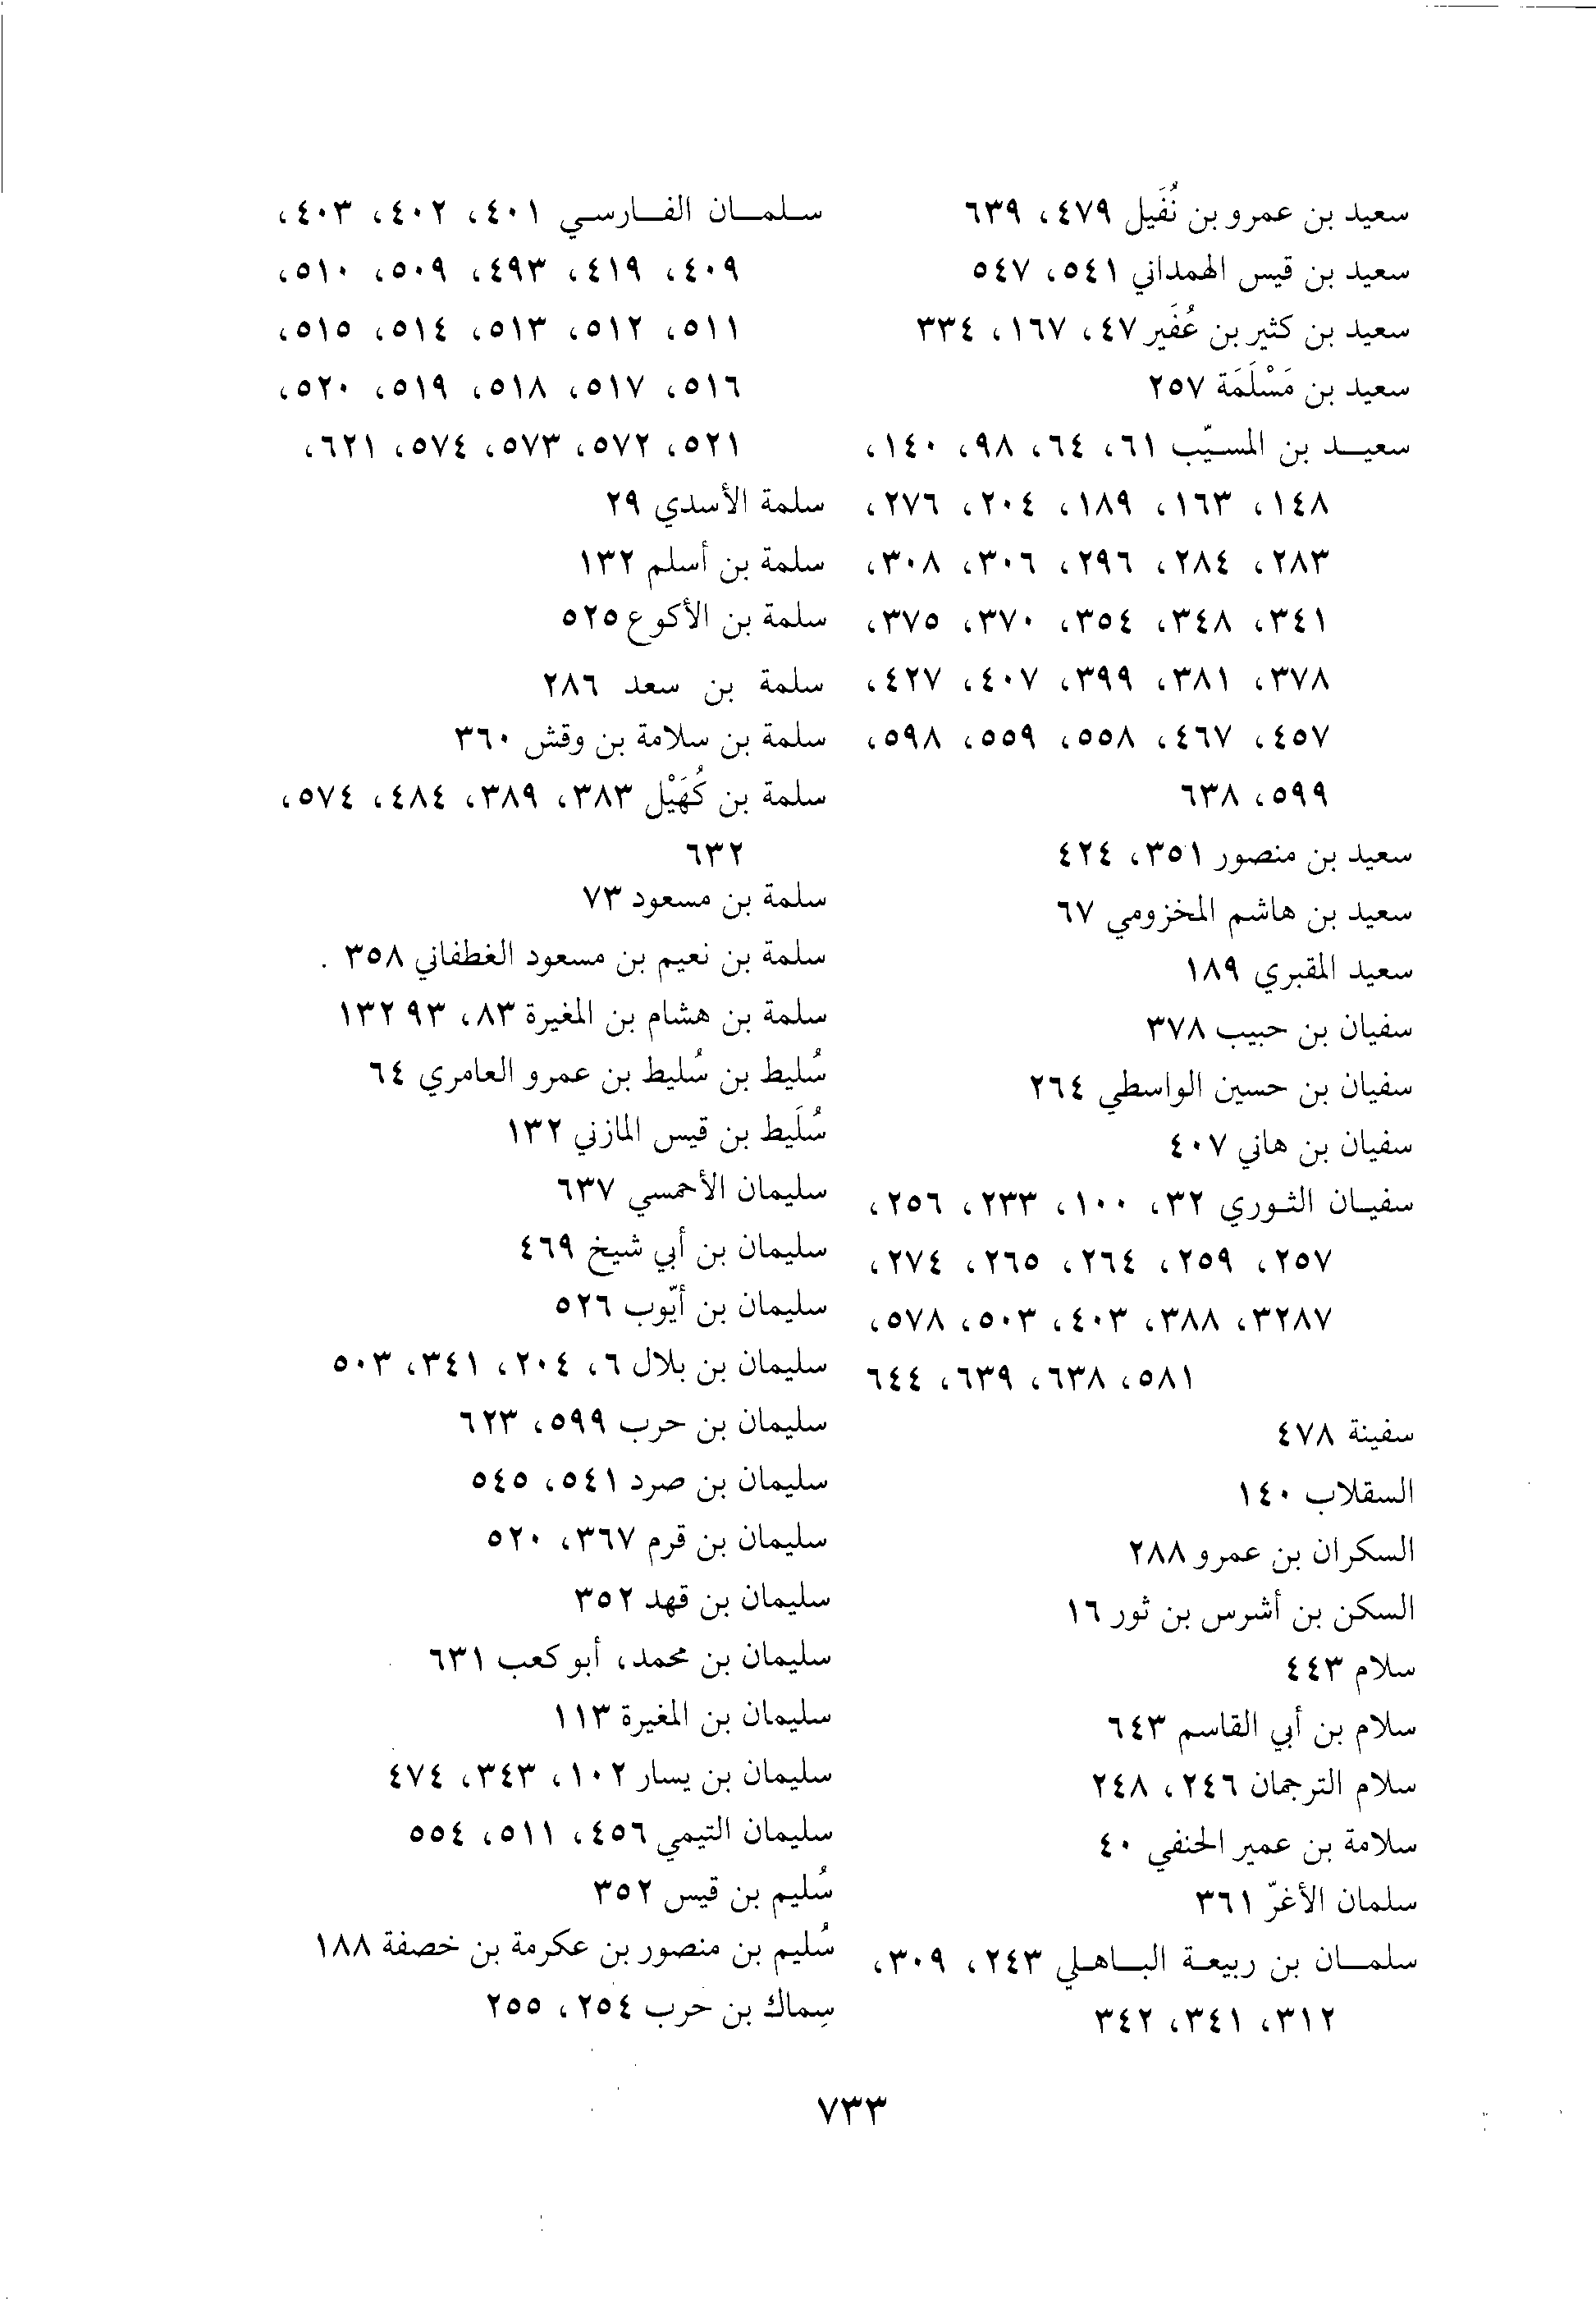 سعيد بن عمرو بن نُفَيل ٤٧٩، ٦٣٩
سعيد بن قيس الهمداني ٥٤١، ٥٤٧
سعيد بن كثير بن عُفَير ٤٧، ١٦٧، ٣٣٤
سعيد بن مَسْلَمَة ٢٥٧
سعيـد بن المسيّب ٦١، ٦٤، ٩٨، ١٤٠،
١٤٨، ١٦٣، ١٨٩، ٢٠٤، ٢٧٦،
٢٨٣، ٢٨٤، ٢٩٦، ٣٠٦، ٣٠٨،
٣٤١، ٣٤٨، ٣٥٤، ٣٧٠، ٣٧٥،
٣٧٨، ٣٨١، ٣٩٩، ٤٠٧، ٤٢٧،
٤٥٧، ٤٦٧، ٥٥٨، ٥٥٩، ٥٩٨،
٥٩٩، ٦٣٨
سعيد بن منصور ٣٥١، ٤٢٤
سعيد بن هاشم المخزومي ٦٧
سعيد المقبري ١٨٩
سفيان بن حبيب ٣٧٨
سفيان بن حسين الواسطي ٢٦٤
سفيان بن هاني ٤٠٧
سفيـان الثوري ٣٢، ١٠٠، ٢٣٣، ٢٥٦،
٢٥٧، ٢٥٩، ٢٦٤، ٢٦٥، ٢٧٤،
٣٢٨٧، ٣٨٨، ٤٠٣، ٥٠٣، ٥٧٨،
٥٨١، ٦٣٨، ٦٣٩، ٦٤٤
سفينة ٤٧٨
السقلاب ١٤٠
السكران بن عمرو ٢٨٨
السكن بن أشرس بن ثور ١٦
سلام ٤٤٣
سلام بن أبي القاسم ٦٤٣
سلام الترجمان ٢٤٦، ٢٤٨
سلامة بن عمير الحنفي ٤٠
سلمان الأغرّ ٣٦١
سلمـان بن ربيعـة البـاهـلي ٢٤٣، ٣٠٩،
٣١٢، ٣٤١، ٣٤٢
سلمـان الفـارسـي ٤٠١، ٤٠٢، ٤٠٣،
٤٠٩، ٤١٩، ٤٩٣، ٥٠٩، ٥١٠،
٥١١، ٥١٢، ٥١٣، ٥١٤، ٥١٥،
٥١٦، ٥١٧، ٥١٨، ٥١٩، ٥٢٠،
٥٢١، ٥٧٢، ٥٧٣، ٥٧٤، ٦٢١،
سلمة الأسدي ٢٩
سلمة بن أسلم ١٣٢
سلمة بن الأكوع ٥٢٥
سلمة بن سعد ٢٨٦
سلمة بن سلامة بن وقش ٣٦٠
سلمة بن كُهَيْل ٣٨٣، ٣٨٩، ٤٨٤، ٥٧٤،
٦٣٢
سلمة بن مسعود ٧٣
سلمة بن نعيم بن مسعود الغطفاني ٣٥٨ .
سلمة بن هشام بن المغيرة ٨٣، ٩٣ ١٣٢
سُليط بن سُليط بن عمرو العامري ٦٤
سُلَيط بن قيس المازني ١٣٢
سليمان الأحمسي ٦٣٧
سليمان بن أبي شيخ ٤٦٩
سليمان بن أيّوب ٥٢٦
سليمان بن بلال ٦، ٢٠٤، ٣٤١، ٥٠٣
سليمان بن حرب ٥٩٩، ٦٢٣
سليمان بن صرد ٥٤١، ٥٤٥
سليمان بن قرم ٣٦٧، ٥٢٠
سليمان بن قهد ٣٥٢
سليمان بن محمد، أبو كعب ٦٣١
سليمان بن المغيرة ١١٣
سليمان بن يسار ١٠٢، ٣٤٣، ٤٧٤
سليمان التيمي ٤٥٦، ٥١١، ٥٥٤
سُليم بن قيس ٣٥٢
سُليم بن منصور بن عكرمة بن خصفة ١٨٨
سِماك بن حرب ٢٥٤، ٢٥٥
٧٣٣